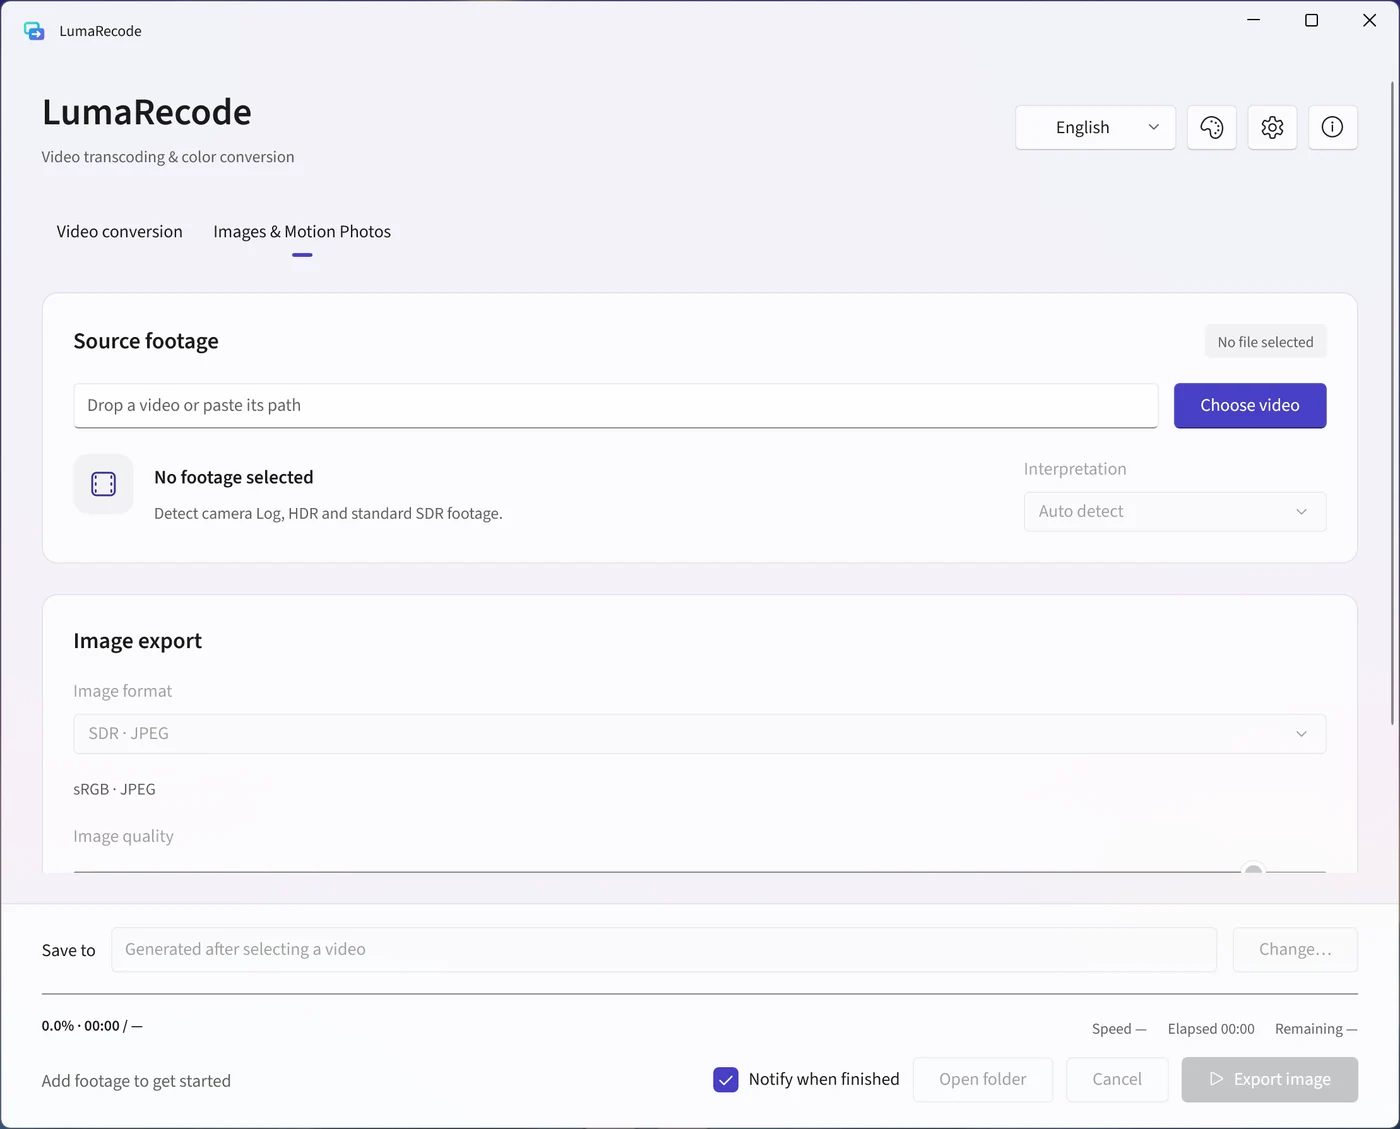 LumaRecode
LumaRecode
Video transcoding & color conversion
English
Video conversion
Images & Motion Photos
Source footage
No file selected
Drop a video or paste its path
Choose video
No footage selected
Detect camera Log, HDR and standard SDR footage.
Interpretation
Auto detect
Image export
Image format
SDR · JPEG
sRGB · JPEG
Image quality
Save to
Generated after selecting a video
Change…
0.0% · 00:00 / —
Speed —
Elapsed 00:00
Remaining —
Add footage to get started
Notify when finished
Open folder
Cancel
Export image